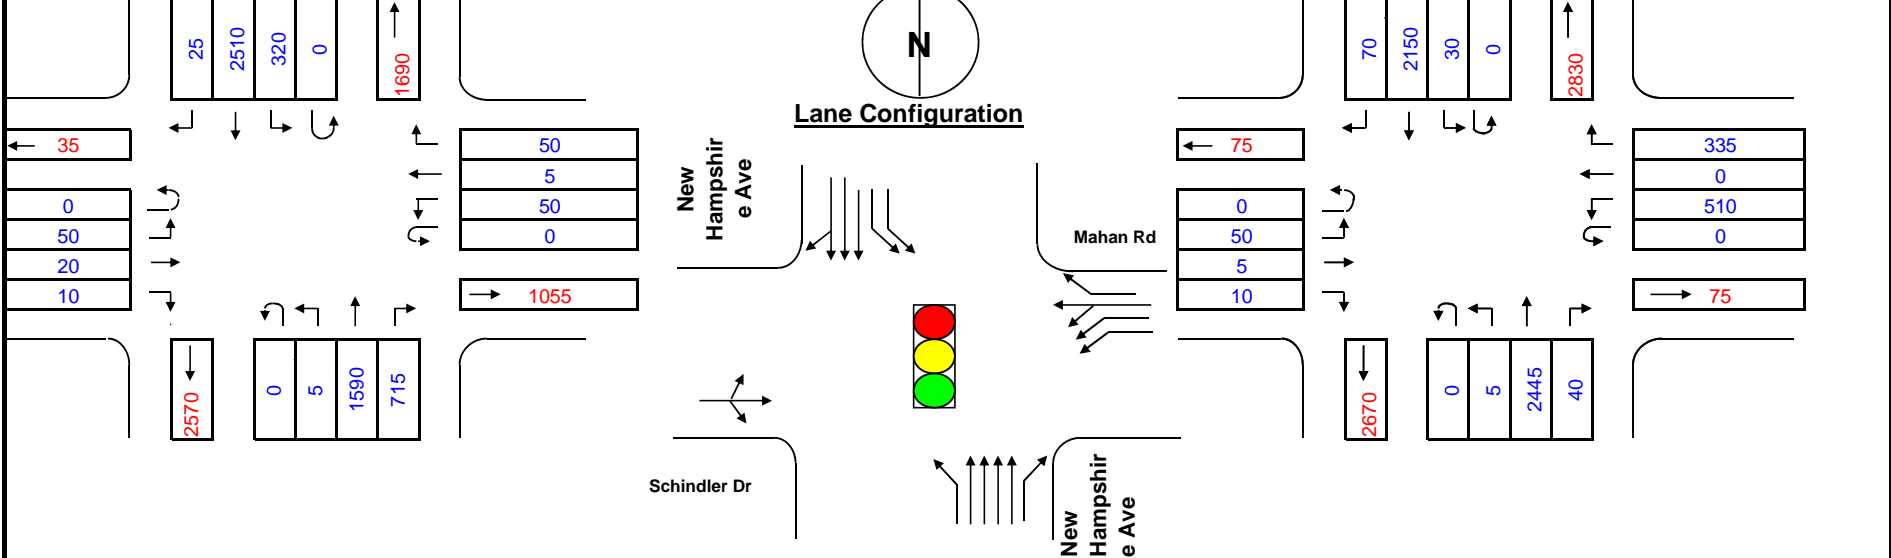 25 2510 320 0 1690
35
0
50
20
10
50
5
50
0
1055
2570
0 5 1590 715
N
Lane Configuration
New
Hampshir
e Ave
Mahan Rd
Schindler Dr
New
Hampshir
e Ave
70 2150 30 0 2830
75
0
50
5
10
335
0
510
0
75
2670
0 5 2445 40